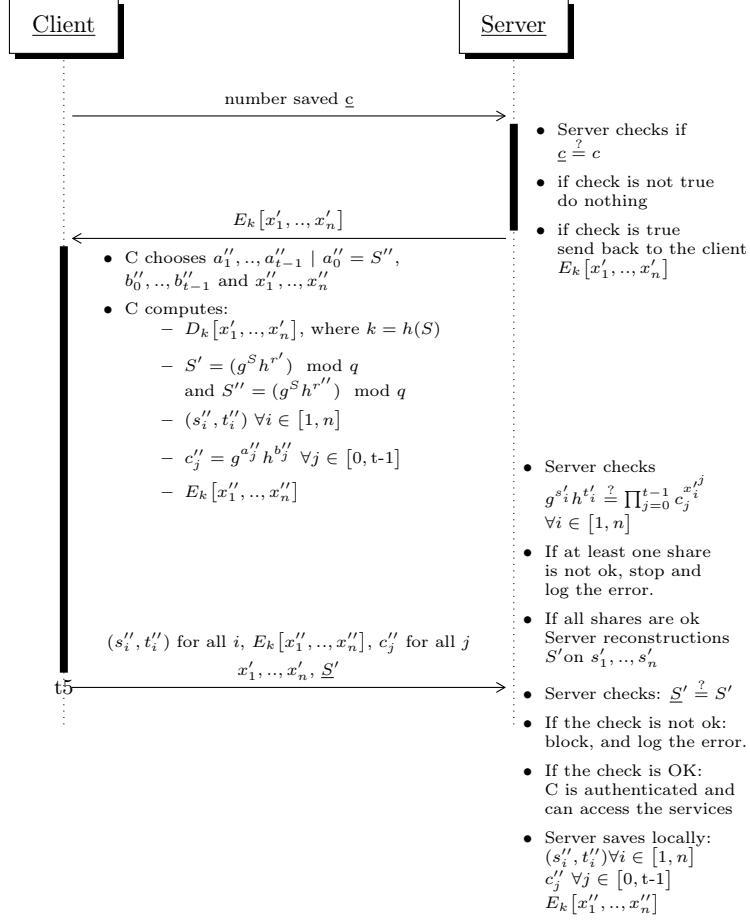 Client
Server
number saved c
• Server checks if
c ≟ c
• if check is not true
do nothing
• if check is true
send back to the client
E_k[x′_1, .., x′_n]
E_k[x′_1, .., x′_n]
• C chooses a″_1, .., a″_{t−1} | a″_0 = S″,
b″_0, .., b″_{t−1} and x″_1, .., x″_n
• C computes:
– D_k[x′_1, .., x′_n], where k = h(S)
– S′ = (g^S h^{r′}) mod q
and S″ = (g^S h^{r″}) mod q
– (s″_i, t″_i) ∀i ∈ [1, n]
– c″_j = g^{a″_j} h^{b″_j} ∀j ∈ [0, t-1]
– E_k[x″_1, .., x″_n]
• Server checks
g^{s′_i} h^{t′_i} ≟ ∏_{j=0}^{t−1} c_j^{x′_i^j}
∀i ∈ [1, n]
• If at least one share
is not ok, stop and
log the error.
• If all shares are ok
Server reconstructions
S′on s′_1, .., s′_n
(s″_i, t″_i) for all i, E_k[x″_1, .., x″_n], c″_j for all j
x′_1, .., x′_n, S′
t5
• Server checks: S′ ≟ S′
• If the check is not ok:
block, and log the error.
• If the check is OK:
C is authenticated and
can access the services
• Server saves locally:
(s″_i, t″_i)∀i ∈ [1, n]
c″_j ∀j ∈ [0, t-1]
E_k[x″_1, .., x″_n]